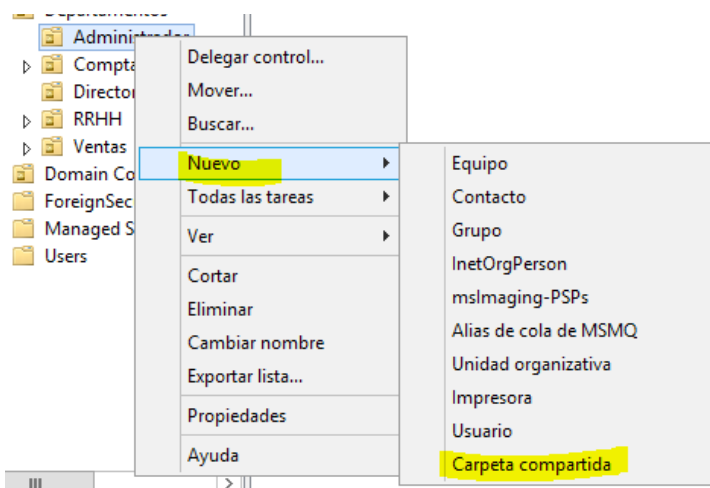 Departamentos
Administrador
Compta
Director
RRHH
Ventas
Domain Co
ForeignSec
Managed S
Users
Delegar control...
Mover...
Buscar...
Nuevo
Todas las tareas
Ver
Cortar
Eliminar
Cambiar nombre
Exportar lista...
Propiedades
Ayuda
Equipo
Contacto
Grupo
InetOrgPerson
msImaging-PSPs
Alias de cola de MSMQ
Unidad organizativa
Impresora
Usuario
Carpeta compartida